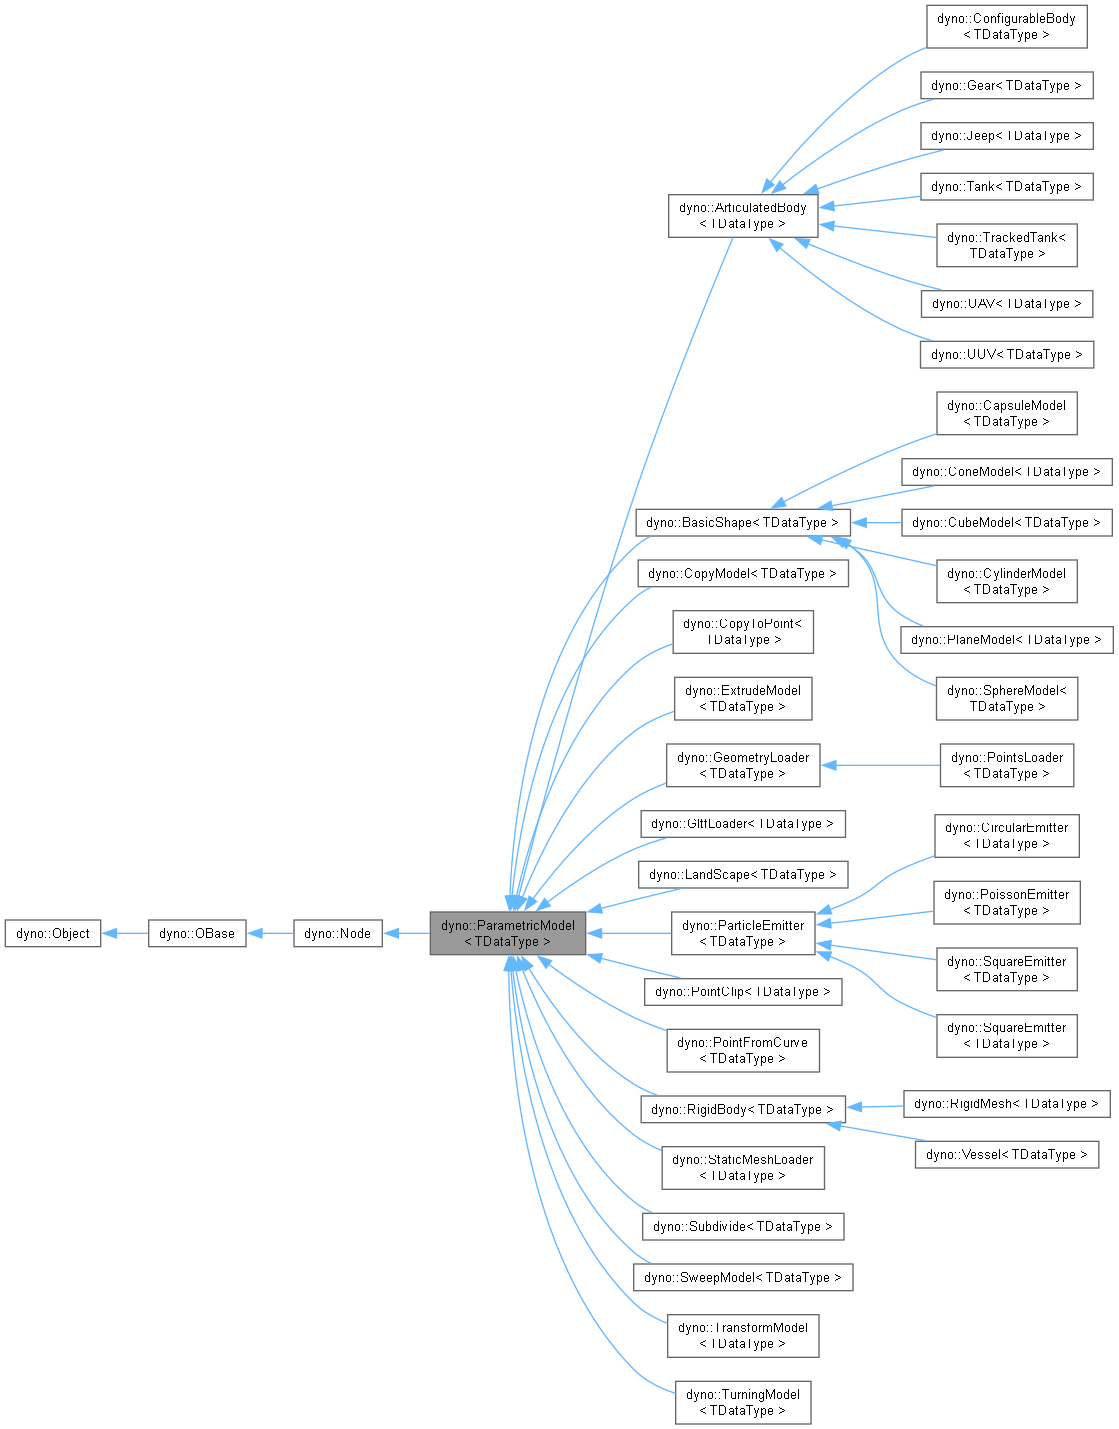 dyno::ConfigurableBody
< TDataType >
dyno::Gear< TDataType >
dyno::Jeep< TDataType >
dyno::Tank< TDataType >
dyno::ArticulatedBody
< TDataType >
dyno::TrackedTank<
TDataType >
dyno::UAV< TDataType >
dyno::UUV< TDataType >
dyno::CapsuleModel
< TDataType >
dyno::ConeModel< TDataType >
dyno::BasicShape< TDataType >
dyno::CubeModel< TDataType >
dyno::CopyModel< TDataType >
dyno::CylinderModel
< TDataType >
dyno::CopyToPoint<
TDataType >
dyno::PlaneModel< TDataType >
dyno::ExtrudeModel
< TDataType >
dyno::SphereModel<
TDataType >
dyno::GeometryLoader
< TDataType >
dyno::PointsLoader
< TDataType >
dyno::GltfLoader< TDataType >
dyno::CircularEmitter
< TDataType >
dyno::LandScape< TDataType >
dyno::PoissonEmitter
< TDataType >
dyno::Object
dyno::OBase
dyno::Node
dyno::ParametricModel
< TDataType >
dyno::ParticleEmitter
< TDataType >
dyno::SquareEmitter
< TDataType >
dyno::PointClip< TDataType >
dyno::SquareEmitter
< TDataType >
dyno::PointFromCurve
< TDataType >
dyno::RigidBody< TDataType >
dyno::RigidMesh< TDataType >
dyno::Vessel< TDataType >
dyno::StaticMeshLoader
< TDataType >
dyno::Subdivide< TDataType >
dyno::SweepModel< TDataType >
dyno::TransformModel
< TDataType >
dyno::TurningModel
< TDataType >